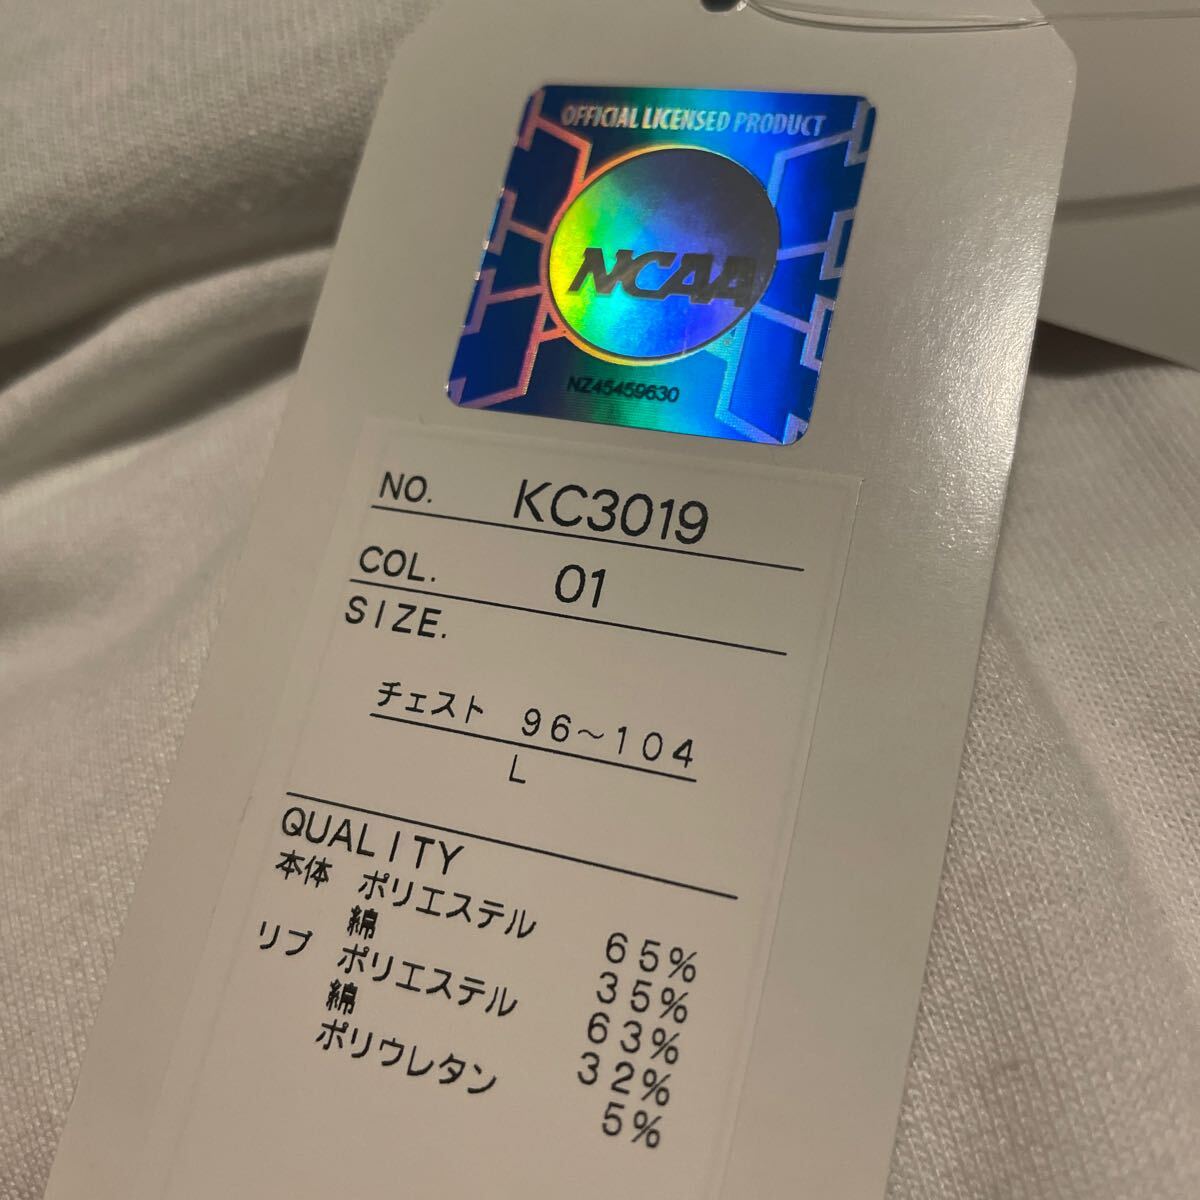 OFFICIAL LICENSED PRODUCT
NCAA
NZ45459630
NO. KC3019
COL. 01
SIZE.
チェスト 96～104
L
QUALITY
本体 ポリエステル 65%
綿 35%
リブ ポリエステル 63%
綿 32%
ポリウレタン 5%